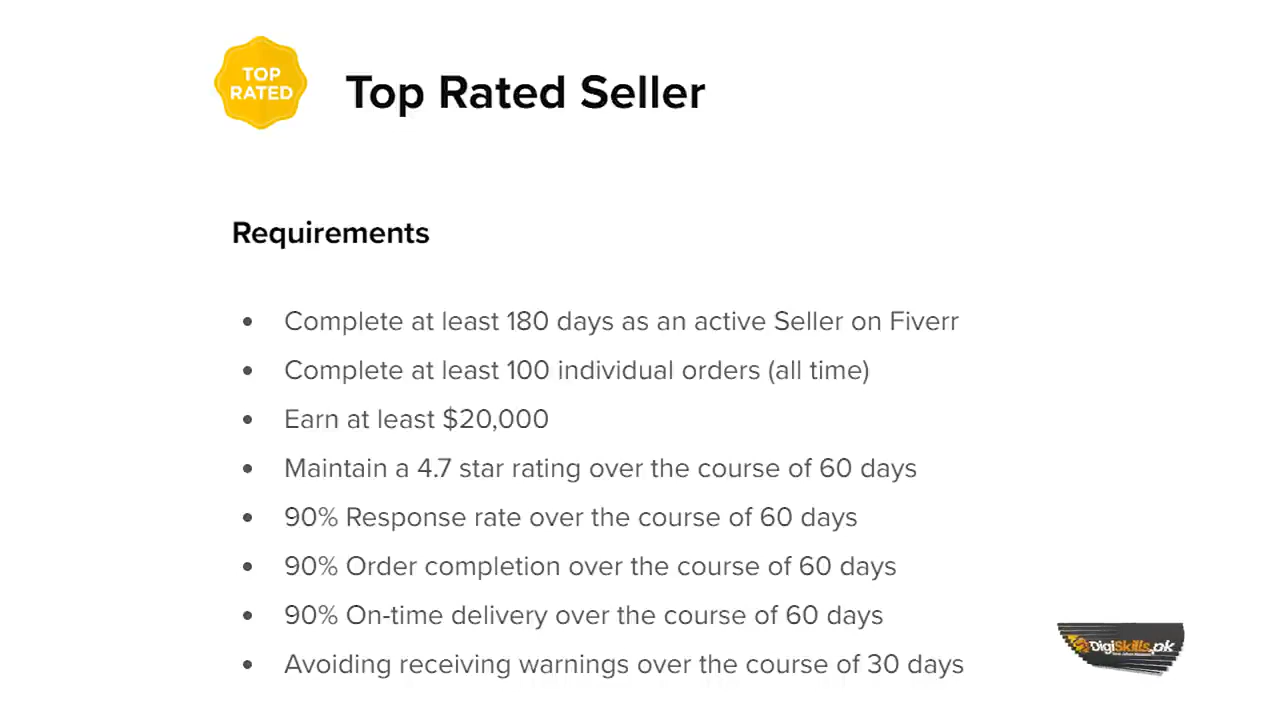 TOP
RATED
Top Rated Seller
Requirements
• Complete at least 180 days as an active Seller on Fiverr
• Complete at least 100 individual orders (all time)
• Earn at least $20,000
• Maintain a 4.7 star rating over the course of 60 days
• 90% Response rate over the course of 60 days
• 90% Order completion over the course of 60 days
• 90% On-time delivery over the course of 60 days
• Avoiding receiving warnings over the course of 30 days
DigiSkills.pk